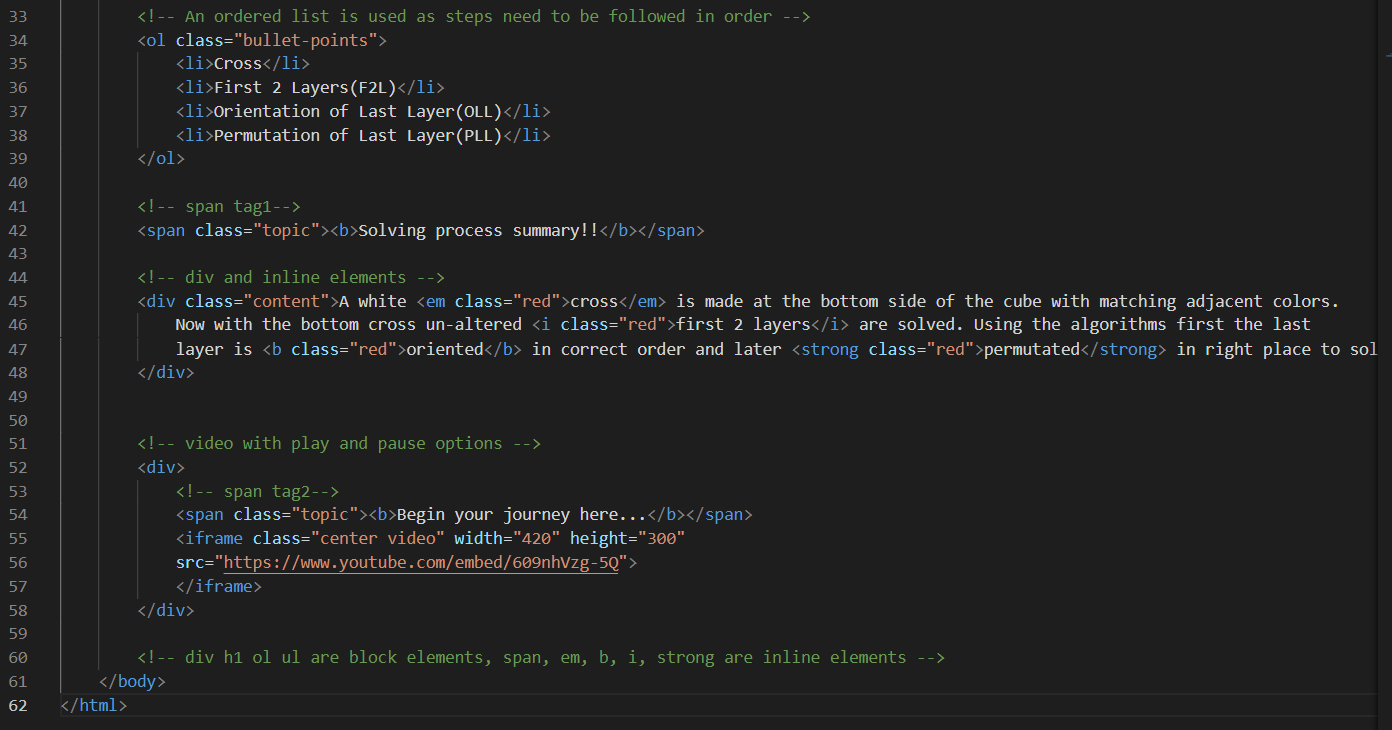 33 <!-- An ordered list is used as steps need to be followed in order -->
34 <ol class="bullet-points">
35 <li>Cross</li>
36 <li>First 2 Layers(F2L)</li>
37 <li>Orientation of Last Layer(OLL)</li>
38 <li>Permutation of Last Layer(PLL)</li>
39 </ol>
40
41 <!-- span tag1-->
42 <span class="topic"><b>Solving process summary!!</b></span>
43
44 <!-- div and inline elements -->
45 <div class="content">A white <em class="red">cross</em> is made at the bottom side of the cube with matching adjacent colors.
46 Now with the bottom cross un-altered <i class="red">first 2 layers</i> are solved. Using the algorithms first the last
47 layer is <b class="red">oriented</b> in correct order and later <strong class="red">permutated</strong> in right place to sol
48 </div>
49
50
51 <!-- video with play and pause options -->
52 <div>
53 <!-- span tag2-->
54 <span class="topic"><b>Begin your journey here...</b></span>
55 <iframe class="center video" width="420" height="300"
56 src="https://www.youtube.com/embed/609nhVzg-5Q">
57 </iframe>
58 </div>
59
60 <!-- div h1 ol ul are block elements, span, em, b, i, strong are inline elements -->
61 </body>
62 </html>